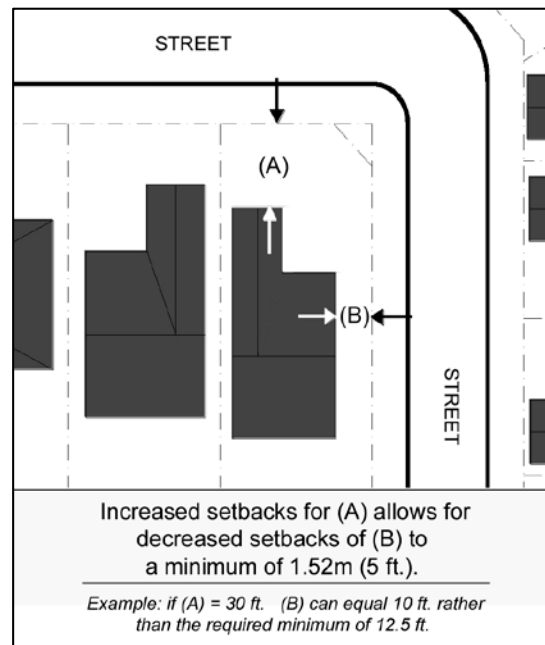 STREET
(A)
(B)
STREET
Increased setbacks for (A) allows for
decreased setbacks of (B) to
a minimum of 1.52m (5 ft.).
Example: if (A) = 30 ft. (B) can equal 10 ft. rather
than the required minimum of 12.5 ft.